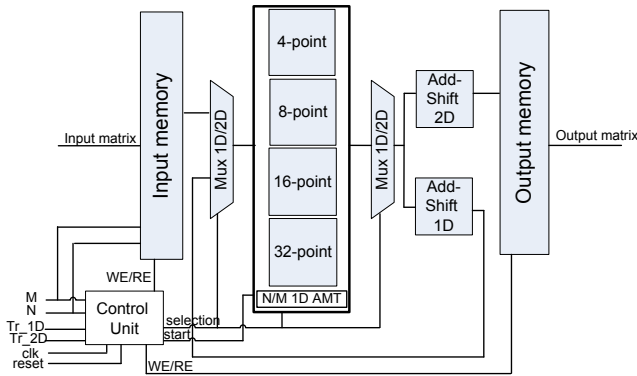 Input matrix
Input memory
Mux 1D/2D
4-point
8-point
16-point
32-point
N/M 1D AMT
Mux 1D/2D
Add-
Shift
2D
Add-
Shift
1D
Output memory
Output matrix
WE/RE
M
N
Tr_1D
Tr_2D
clk
reset
Control
Unit
selection
start
WE/RE